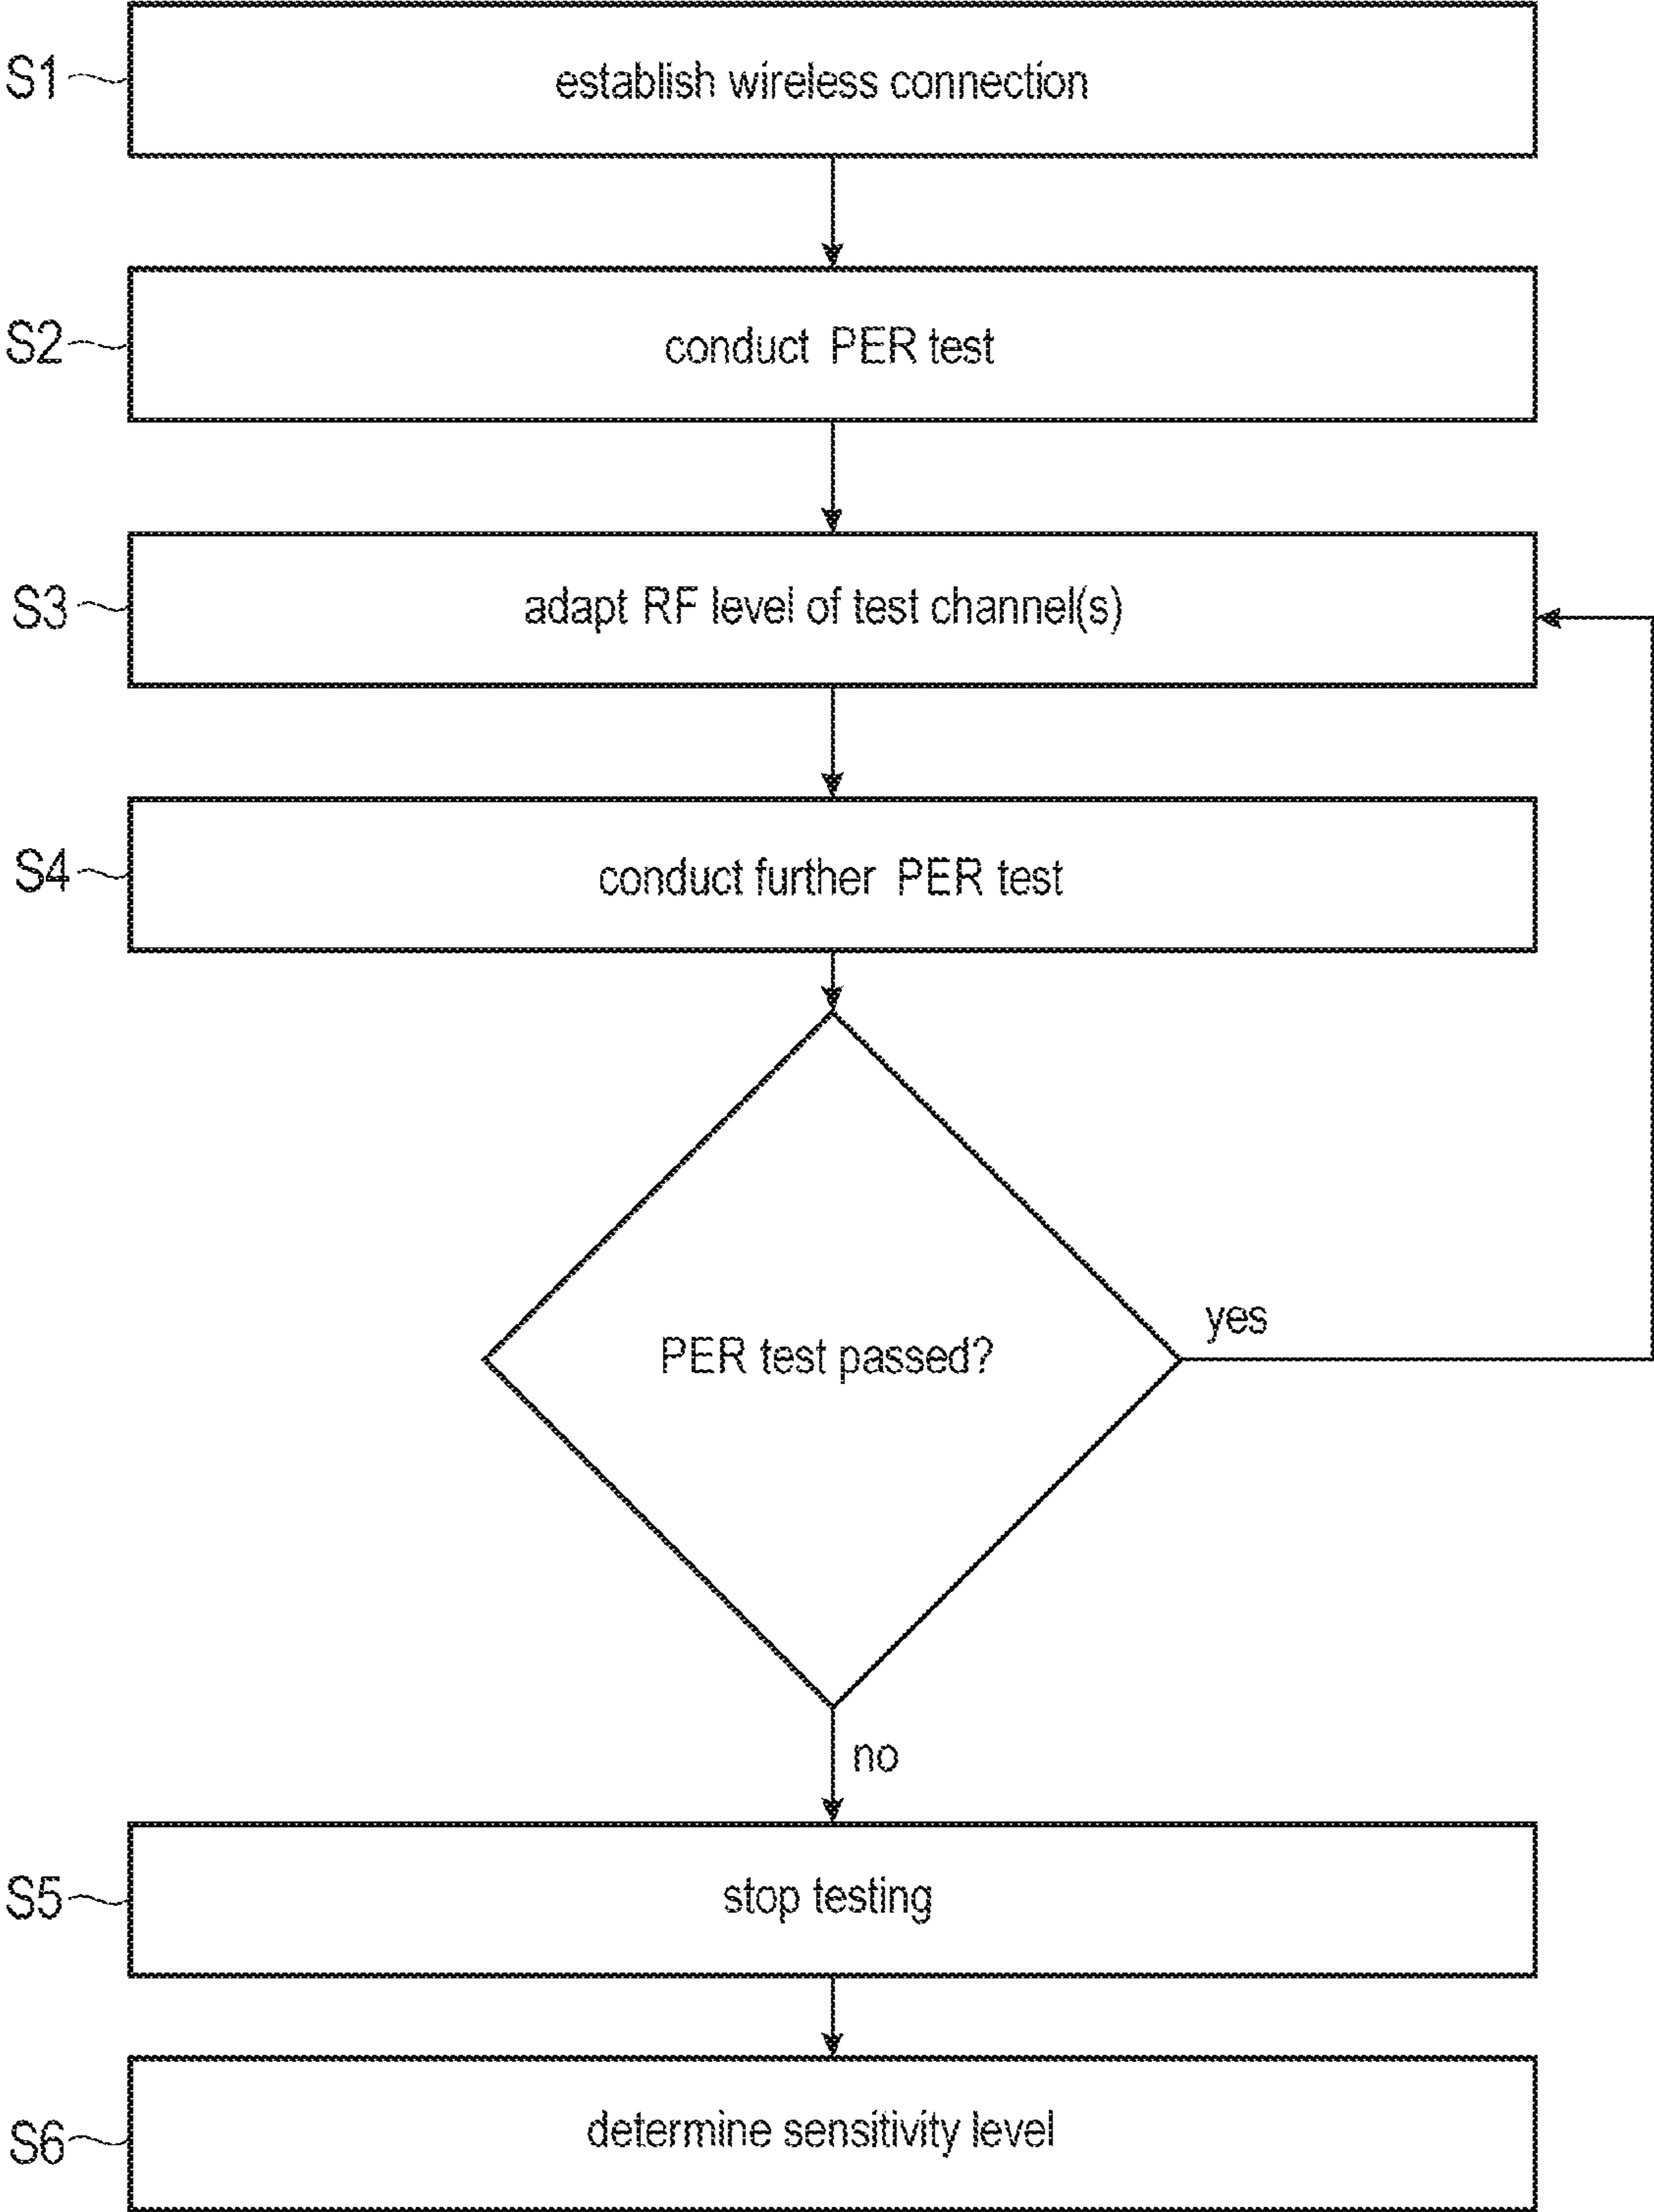 S1
establish wireless connection
S2
conduct PER test
S3
adapt RF level of test channel(s)
S4
conduct further PER test
PER test passed?
yes
no
S5
stop testing
S6
determine sensitivity level